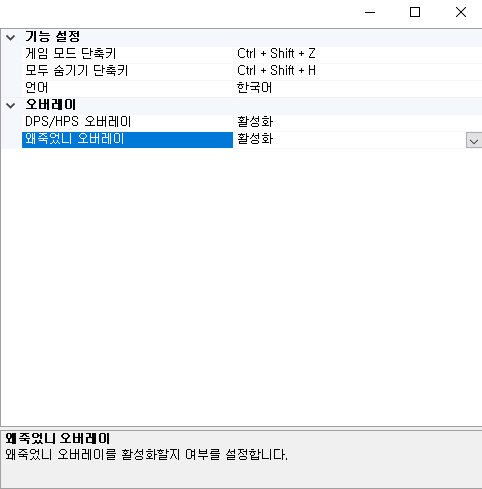 기능 설정
게임 모드 단축키 Ctrl + Shift + Z
모두 숨기기 단축키 Ctrl + Shift + H
언어 한국어
오버레이
DPS/HPS 오버레이 활성화
왜죽었니 오버레이 활성화
왜죽었니 오버레이
왜죽었니 오버레이를 활성화할지 여부를 설정합니다.